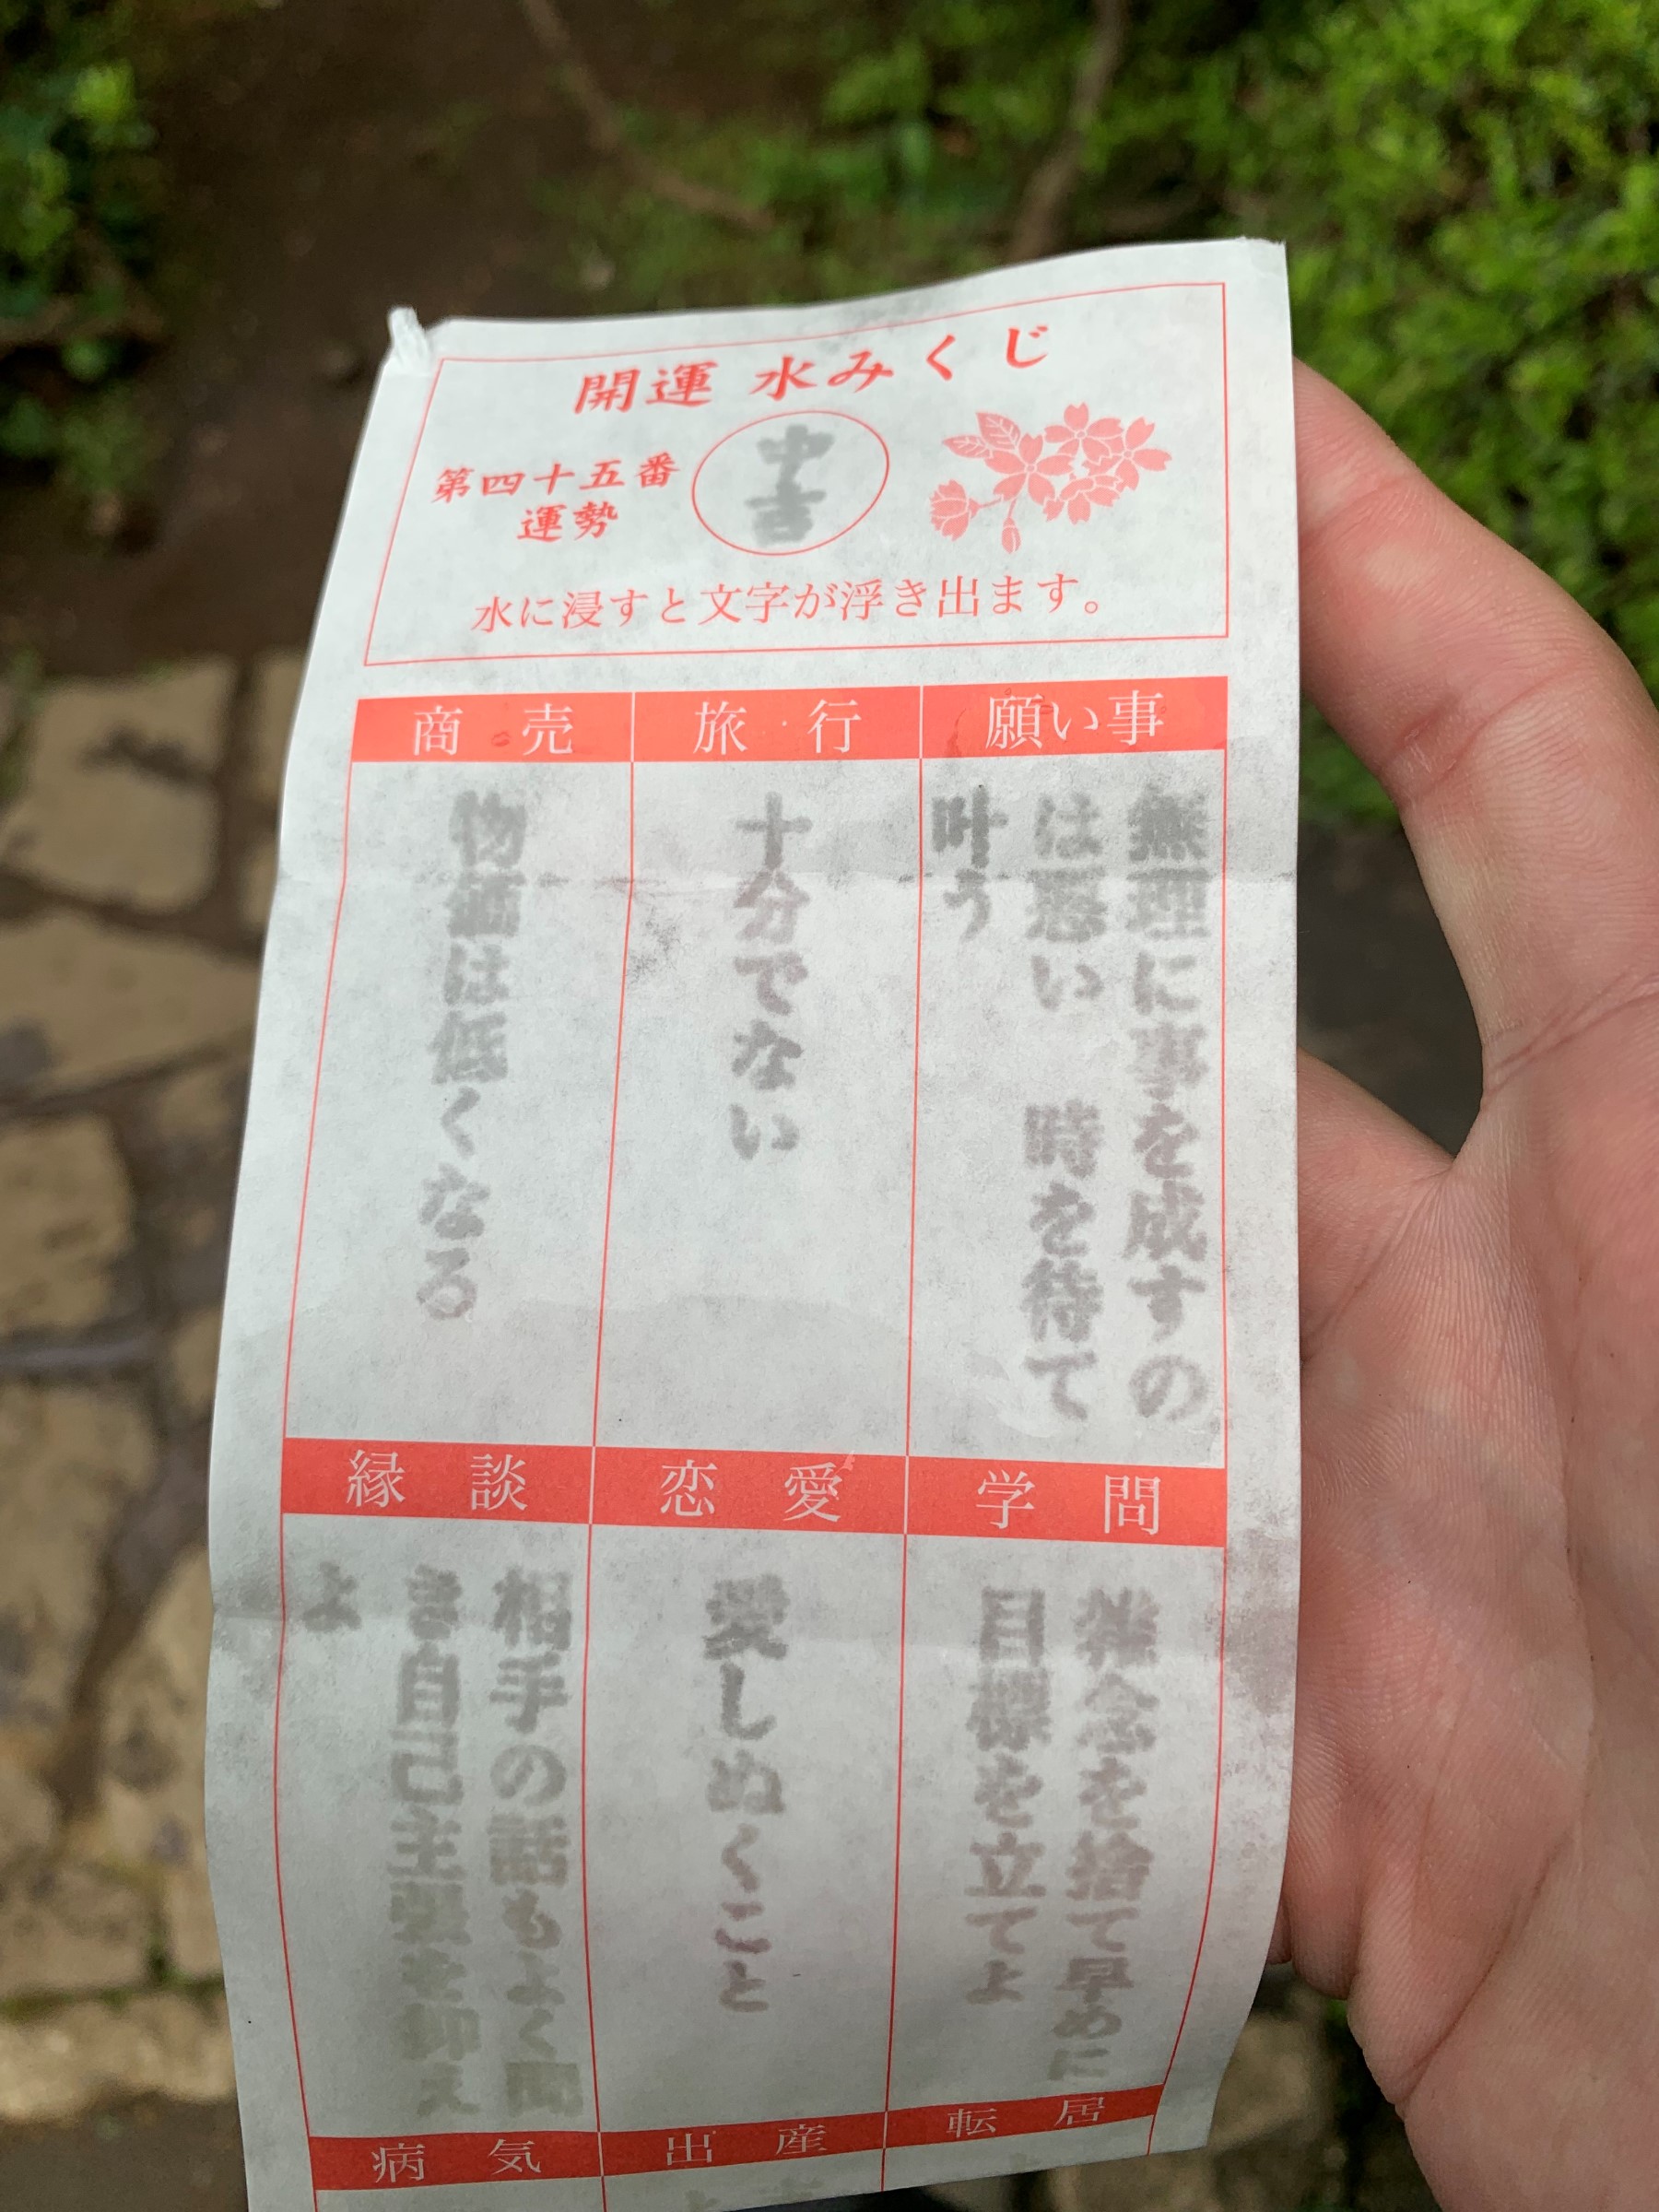 開運 水みくじ
第四十五番
運勢
中吉
水に浸すと文字が浮き出ます。
願い事
無理に事を成すの
は悪い　時を待て
叶う
旅行
十分でない
商売
物価は低くなる
学問
雑念を捨て早めに
目標を立てよ
恋愛
愛しぬくこと
縁談
相手の話もよく聞
き自己主張を抑え
よ
転居
出産
病気